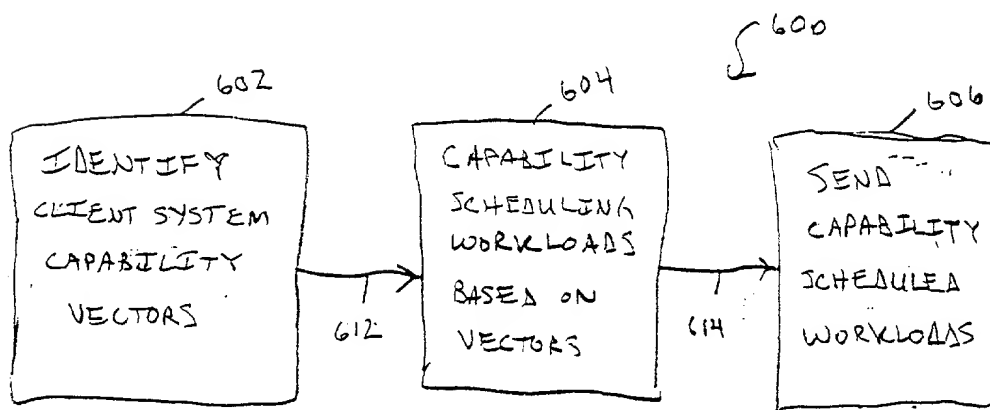 600
602
604
606
IDENTIFY
CLIENT SYSTEM
CAPABILITY
VECTORS
612
CAPABILITY
SCHEDULING
WORKLOADS
BASED ON
VECTORS
614
SEND
CAPABILITY
SCHEDULED
WORKLOADS